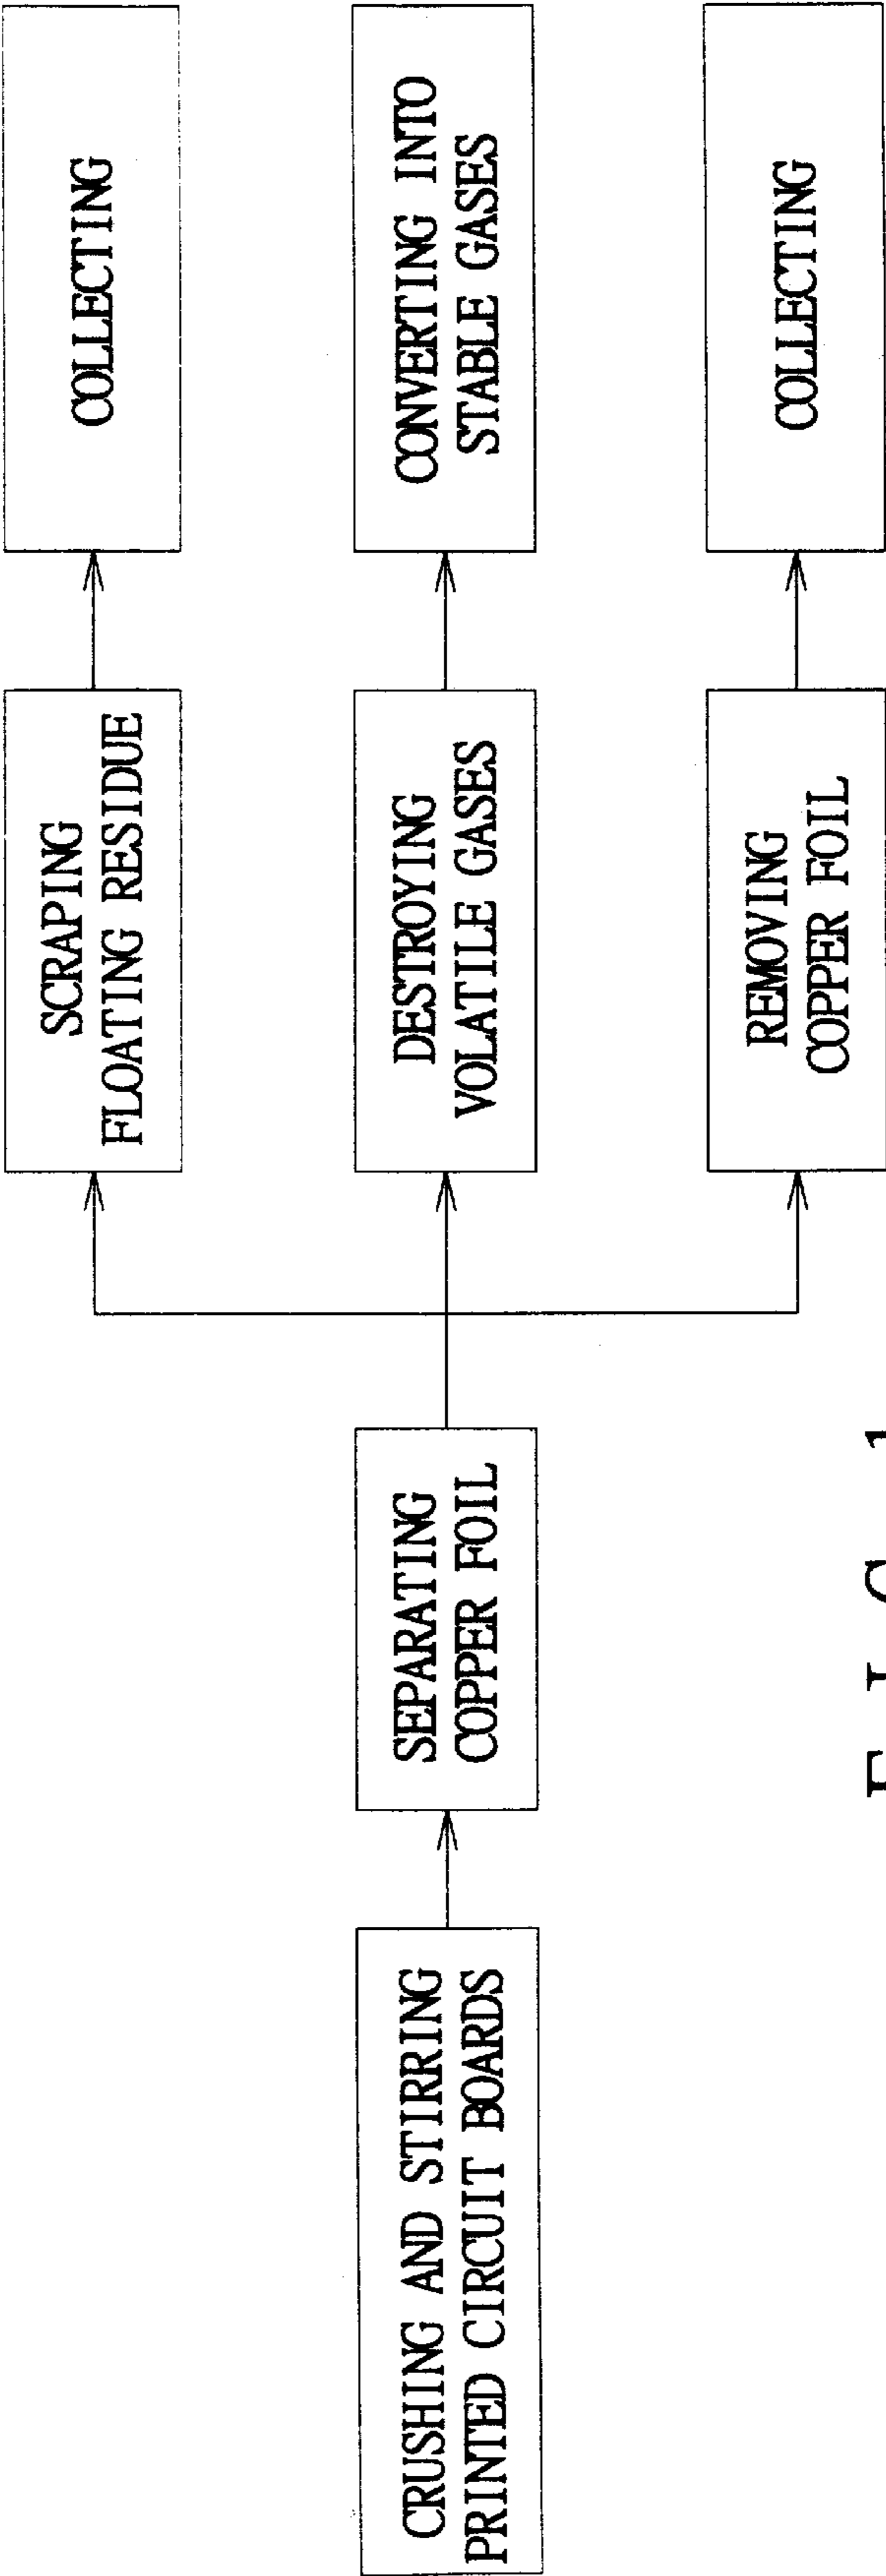 CRUSHING AND STIRRING
PRINTED CIRCUIT BOARDS
SEPARATING
COPPER FOIL
SCRAPING
FLOATING RESIDUE
COLLECTING
DESTROYING
VOLATILE GASES
CONVERTING INTO
STABLE GASES
REMOVING
COPPER FOIL
COLLECTING
F I G. 1